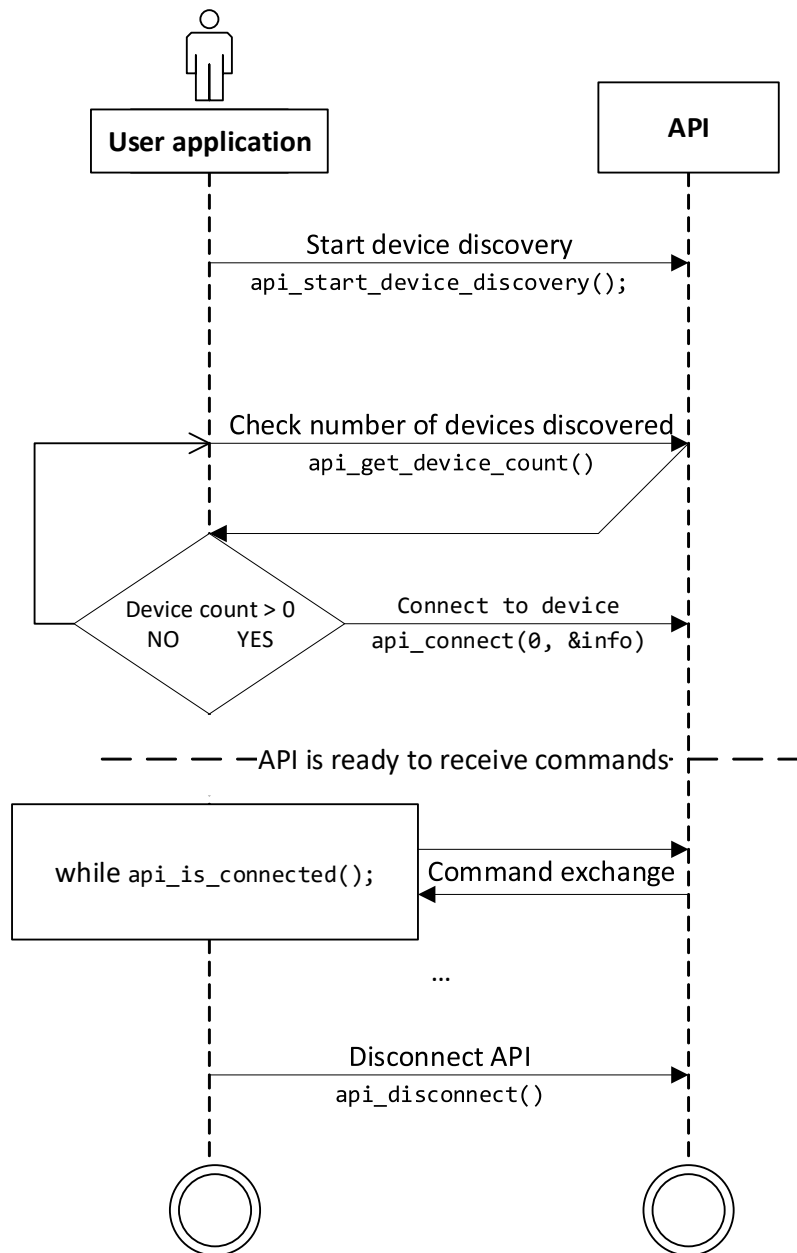 User application
API
Start device discovery
api_start_device_discovery();
Check number of devices discovered
api_get_device_count()
Device count > 0
NO YES
Connect to device
api_connect(0, &info)
API is ready to receive commands
while api_is_connected();
Command exchange
...
Disconnect API
api_disconnect()